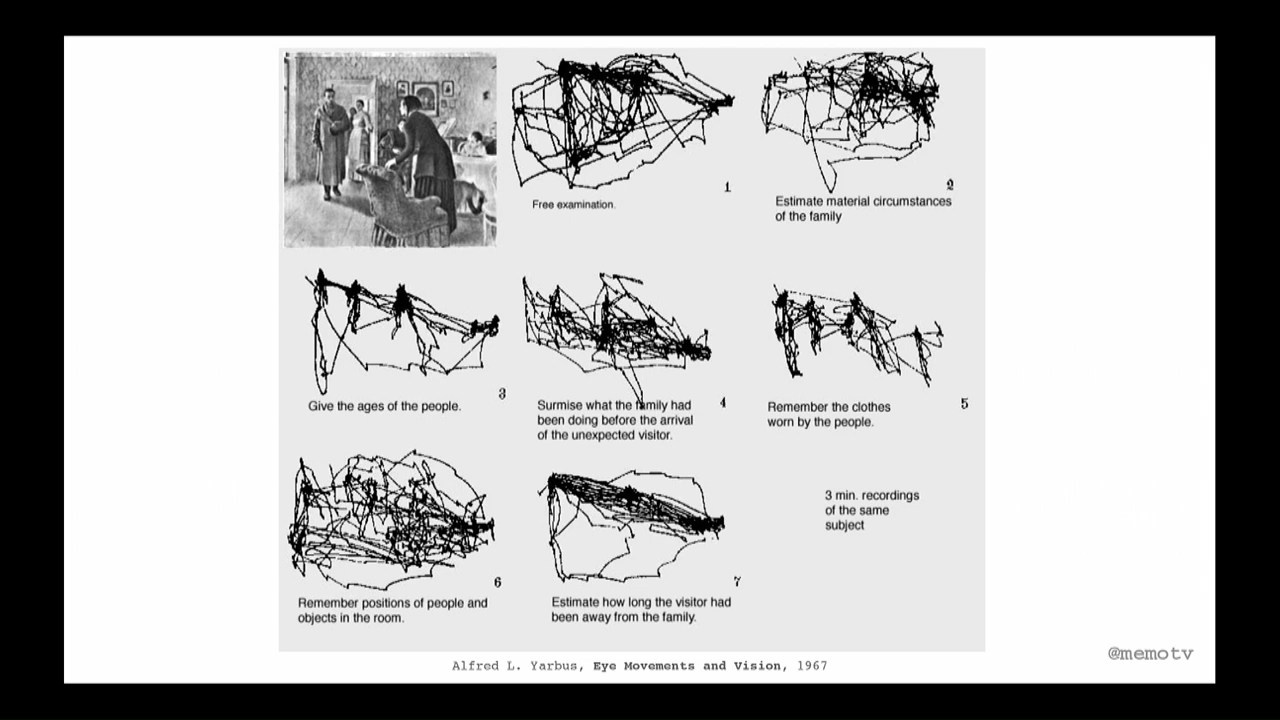 1
Free examination.
2
Estimate material circumstances
of the family
3
Give the ages of the people.
4
Surmise what the family had
been doing before the arrival
of the unexpected visitor.
5
Remember the clothes
worn by the people.
6
Remember positions of people and
objects in the room.
7
Estimate how long the visitor had
been away from the family.
3 min. recordings
of the same
subject
Alfred L. Yarbus, Eye Movements and Vision, 1967
@memotv